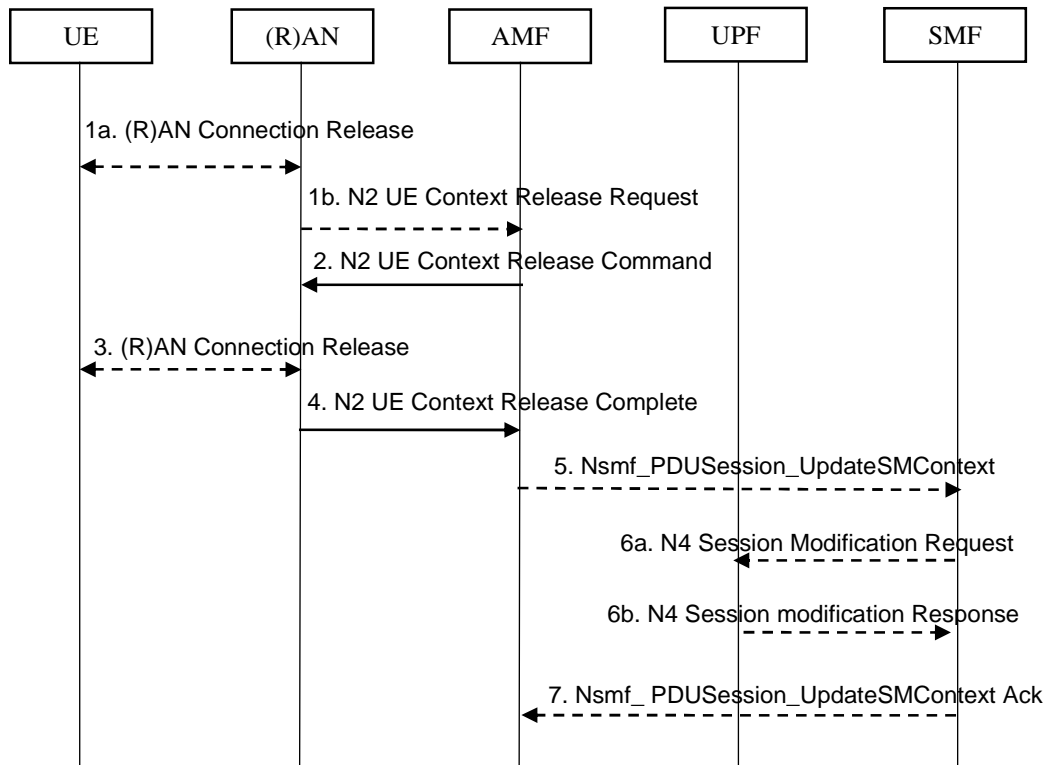 UE
(R)AN
AMF
UPF
SMF
1a. (R)AN Connection Release
1b. N2 UE Context Release Request
2. N2 UE Context Release Command
3. (R)AN Connection Release
4. N2 UE Context Release Complete
5. Nsmf_PDUSession_UpdateSMContext
6a. N4 Session Modification Request
6b. N4 Session modification Response
7. Nsmf_ PDUSession_UpdateSMContext Ack